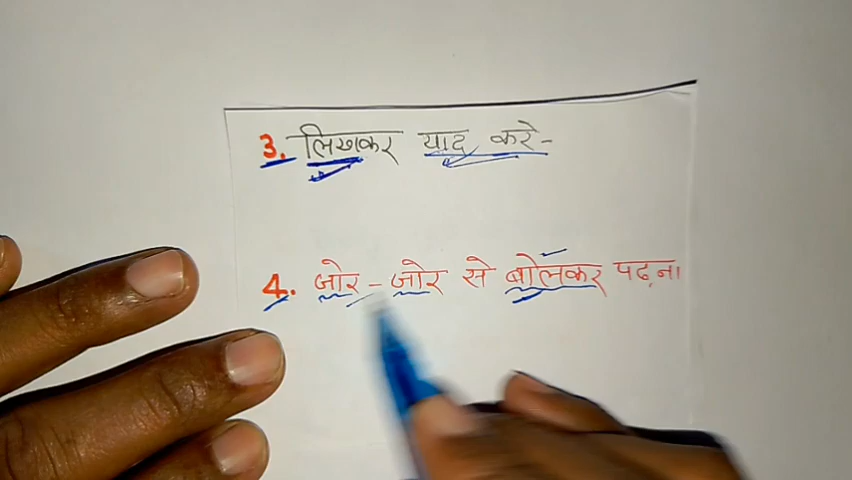 3. लिखकर याद करे-
4. जोर-जोर से बोलकर पढ़ना